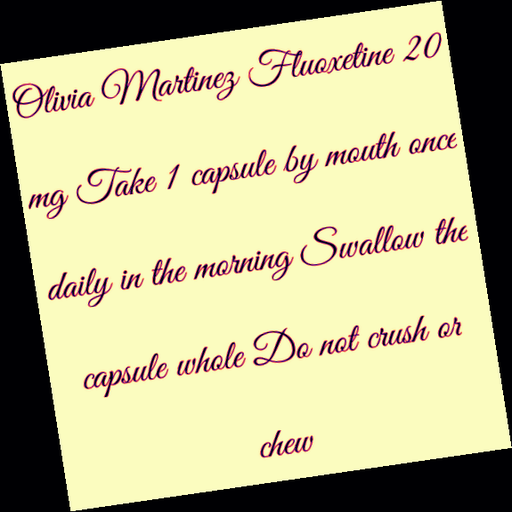 Olivia Martinez Fluoxetine 20
mg Take 1 capsule by mouth once
daily in the morning Swallow the
capsule whole Do not crush or
chew